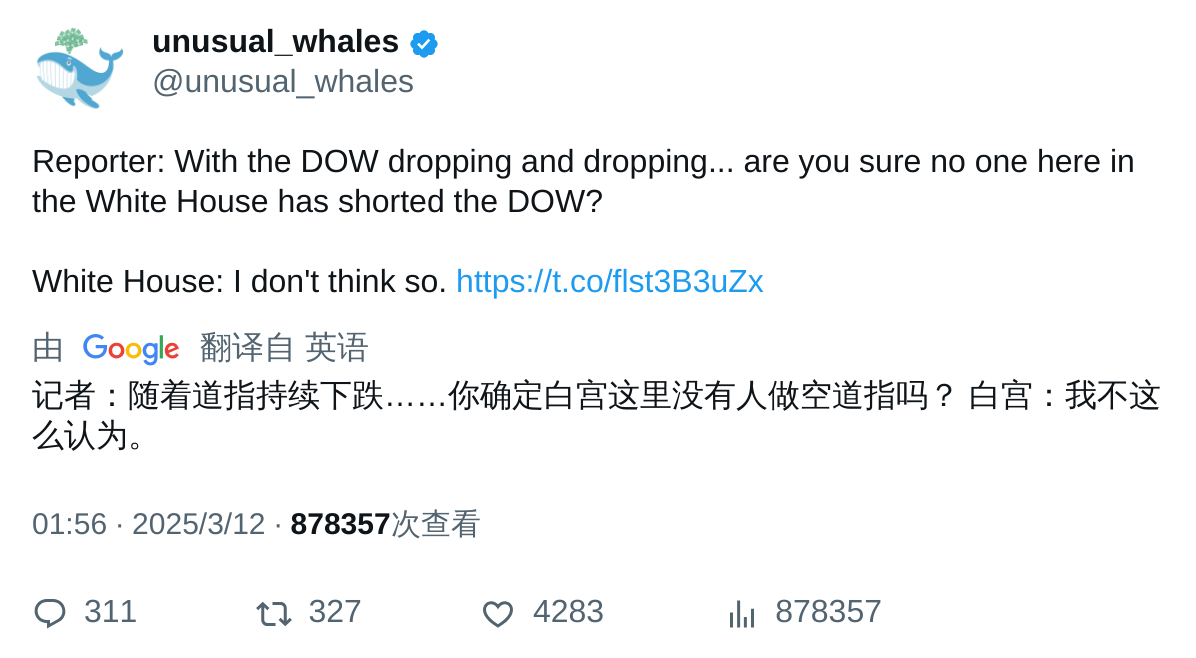 unusual_whales
@unusual_whales
Reporter: With the DOW dropping and dropping... are you sure no one here in
the White House has shorted the DOW?
White House: I don't think so. https://t.co/flst3B3uZx
由 Google 翻译自 英语
记者：随着道指持续下跌……你确定白宫这里没有人做空道指吗？ 白宫：我不这
么认为。
01:56 · 2025/3/12 · 878357次查看
311 327 4283 878357